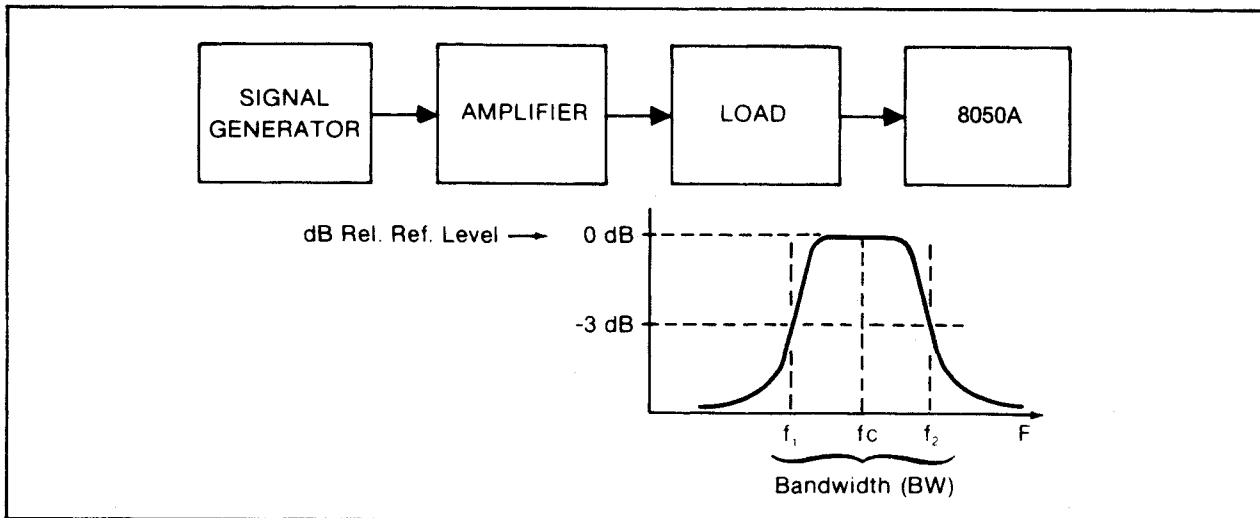 SIGNAL
GENERATOR
AMPLIFIER
LOAD
8050A
dB Rel. Ref. Level
0 dB
-3 dB
f₁
fc
f₂
F
Bandwidth (BW)